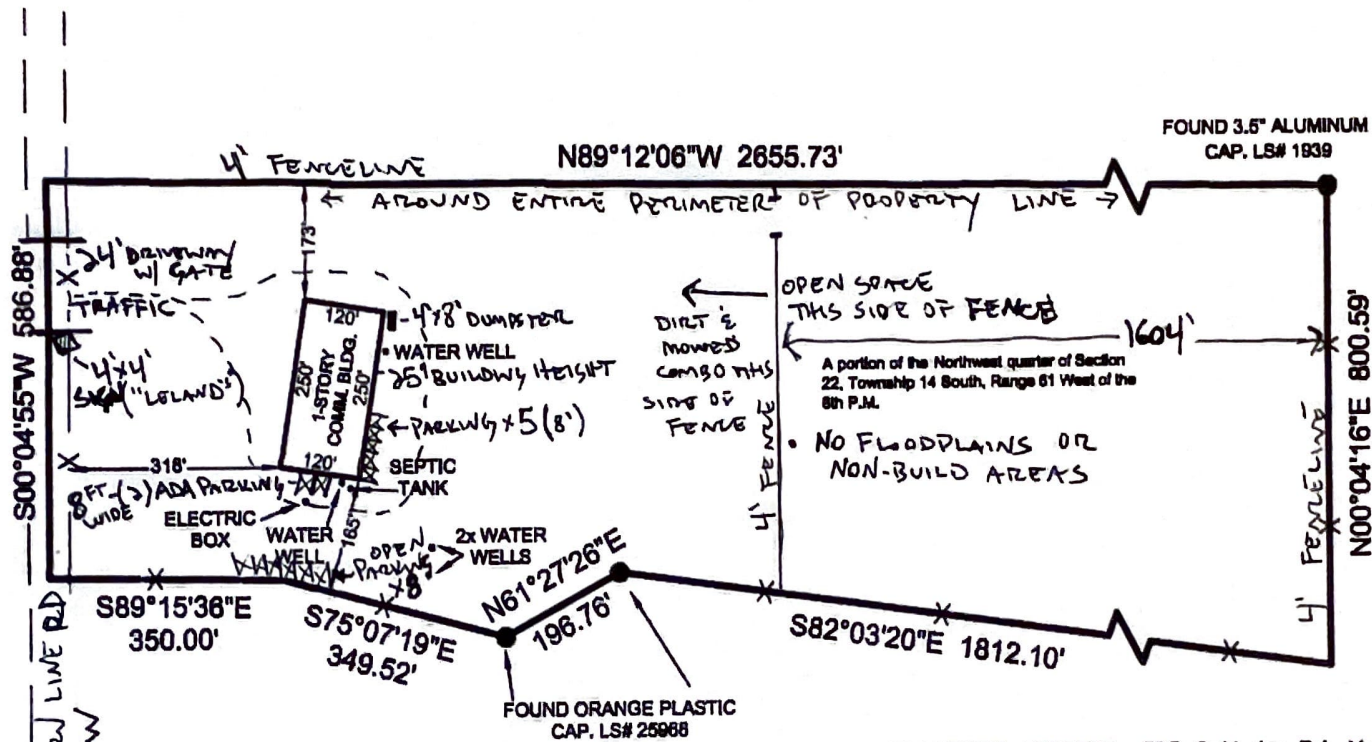 FOUND 3.5" ALUMINUM
CAP. LS# 1939
N89°12'06"W 2655.73'
4' FENCELINE
← AROUND ENTIRE PERIMETER OF PROPERTY LINE →
S00°04'55"W 586.88'
24' DRIVEWAY
W/ GATE
TRAFFIC
4'x4'
SIGN ("LELAND'S")
173'
120'
250'
1-STORY
COMM. BLDG.
250'
120'
4'x8' DUMPSTER
WATER WELL
25' BUILDING HEIGHT
← PARKING x 5 (8')
SEPTIC
TANK
318'
8 FT-(2) ADA PARKING
WIDE
ELECTRIC
BOX
WATER
WELL
165'
OPEN
PARKING
x8
2x WATER
WELLS
DIRT &
MOWED
COMBO THIS
SIDE OF
FENCE
4' FENCE
OPEN SPACE
THIS SIDE OF FENCE
1604'
A portion of the Northwest quarter of Section
22, Township 14 South, Range 61 West of the
6th P.M.
• NO FLOODPLAINS OR
NON-BUILD AREAS
4' FENCELINE
N00°04'16"E 800.59'
S89°15'36"E
350.00'
S75°07'19"E
349.52'
N61°27'26"E
196.76'
S82°03'20"E 1812.10'
FOUND ORANGE PLASTIC
CAP. LS# 25968
LINE RD